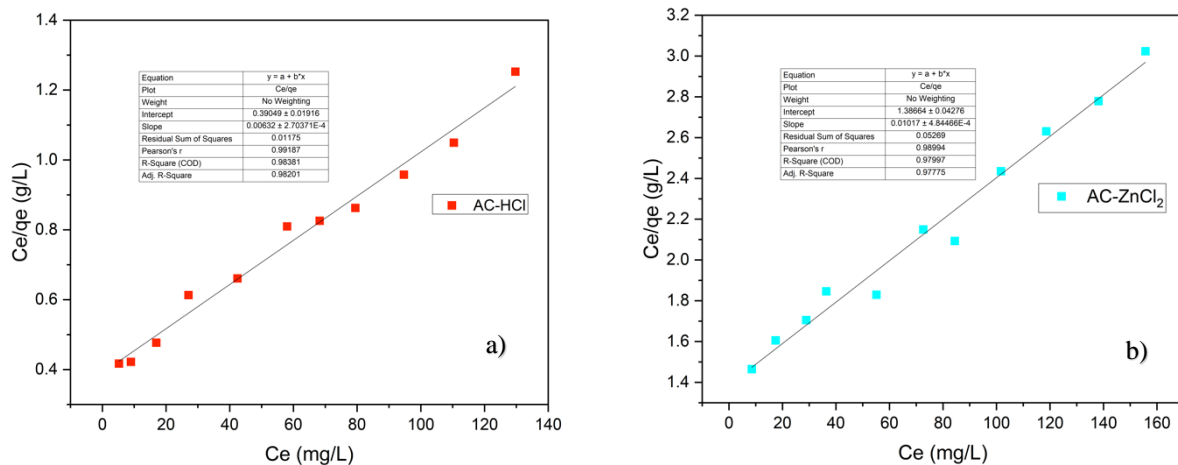 1.4
1.2
1.0
0.8
0.6
0.4
Ce/qe (g/L)
Equation y = a + b*x
Plot Ce/qe
Weight No Weighting
Intercept 0.39049 ± 0.01916
Slope 0.00632 ± 2.70371E-4
Residual Sum of Squares 0.01175
Pearson's r 0.99187
R-Square (COD) 0.98381
Adj. R-Square 0.98201
AC-HCl
a)
0 20 40 60 80 100 120 140
Ce (mg/L)
3.2
3.0
2.8
2.6
2.4
2.2
2.0
1.8
1.6
1.4
Ce/qe (g/L)
Equation y = a + b*x
Plot Ce/qe
Weight No Weighting
Intercept 1.38664 ± 0.04276
Slope 0.01017 ± 4.84466E-4
Residual Sum of Squares 0.05269
Pearson's r 0.98994
R-Square (COD) 0.97997
Adj. R-Square 0.97775
AC-ZnCl₂
b)
0 20 40 60 80 100 120 140 160
Ce (mg/L)